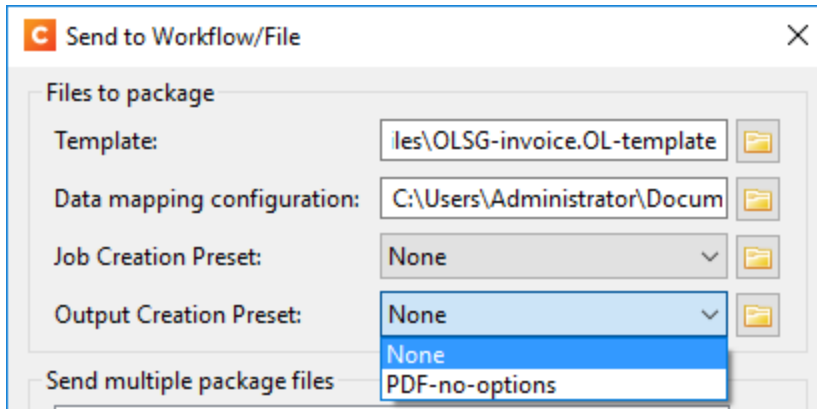 C Send to Workflow/File
Files to package
Template: iles\OLSG-invoice.OL-template
Data mapping configuration: C:\Users\Administrator\Docum
Job Creation Preset: None
Output Creation Preset: None
None
PDF-no-options
Send multiple package files